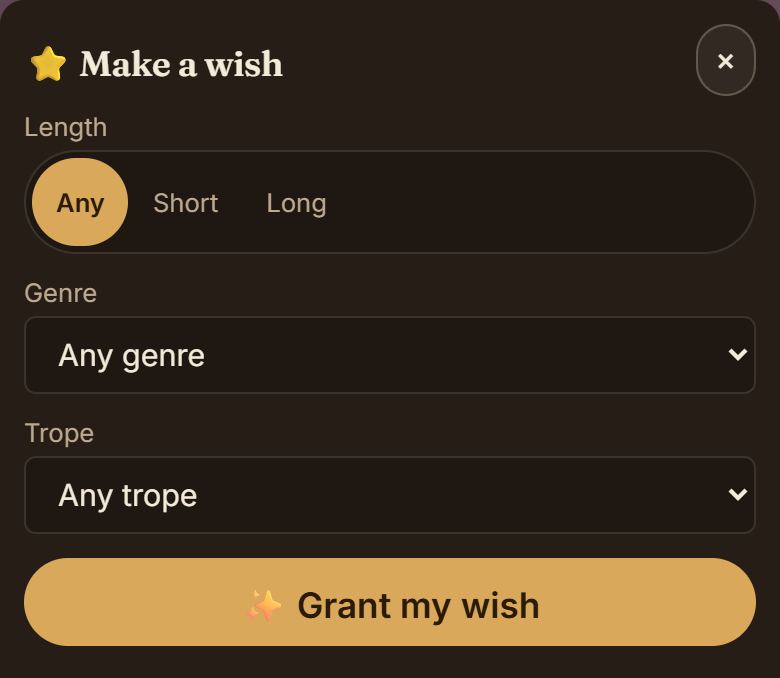 ⭐ Make a wish
×
Length
Any Short Long
Genre
Any genre
Trope
Any trope
✨ Grant my wish